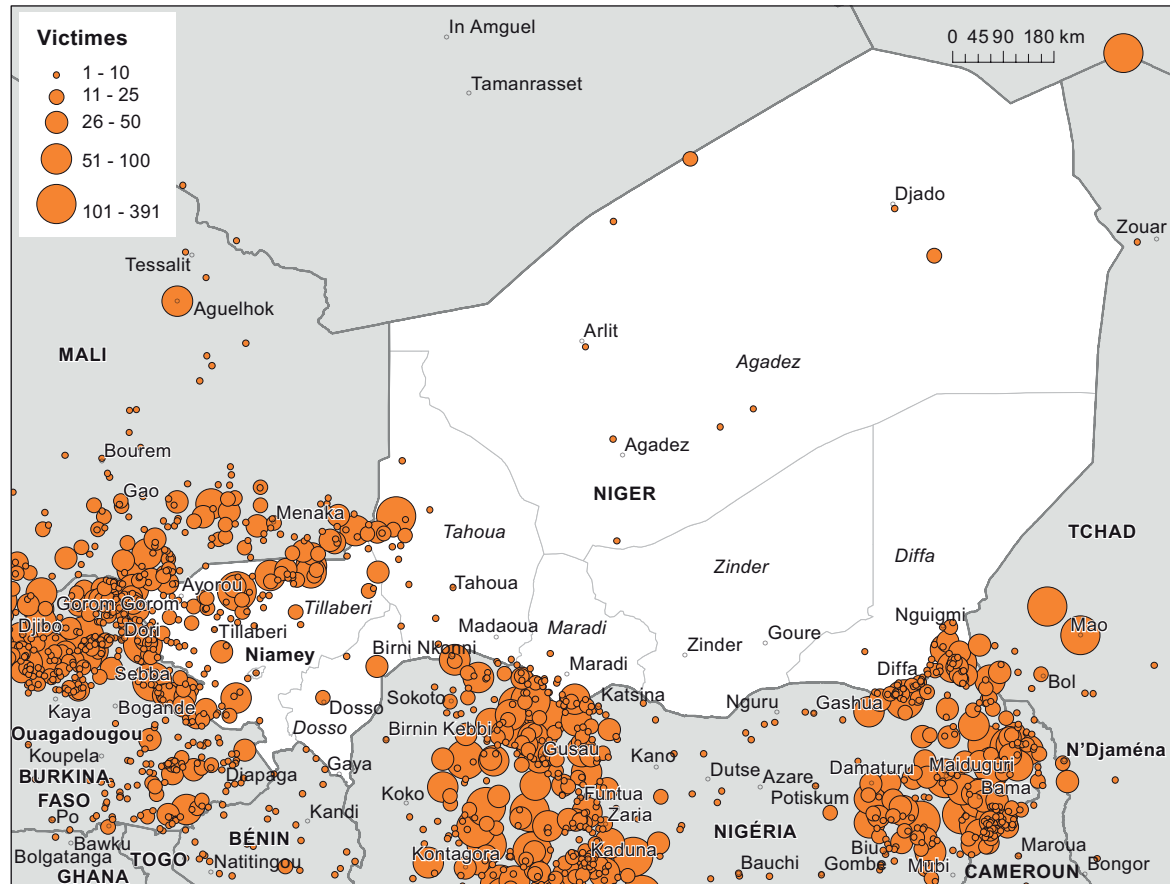 Victimes
1 - 10
11 - 25
26 - 50
51 - 100
101 - 391
In Amguel
Tamanrasset
0 45 90 180 km
Djado
Zouar
Tessalit
Aguelhok
Arlit
MALI
Agadez
Bourem
Agadez
Gao
NIGER
Menaka
Tahoua
TCHAD
Zinder
Diffa
Ayorou
Tahoua
Gorom Gorom
Tillaberi
Nguigmi
Djibo
Dori
Tillaberi
Madaoua
Maradi
Goure
Mao
Niamey
Birni Nkonni
Zinder
Sebba
Maradi
Diffa
Bol
Kaya
Bogande
Dosso
Sokoto
Katsina
Nguru
Gashua
Ouagadougou
Dosso
Birnin Kebbi
Koupela
Gusau
Kano
N'Djaména
BURKINA
FASO
Diapaga
Gaya
Dutse
Azare
Damaturu
Maiduguri
Koko
Funtua
Potiskum
Bama
Po
Kandi
Zaria
Bawku
BÉNIN
NIGÉRIA
Bolgatanga
TOGO
Natitingou
Kontagora
Kaduna
Bauchi
Biu
Gombe
Mubi
Maroua
Bongor
GHANA
CAMEROUN